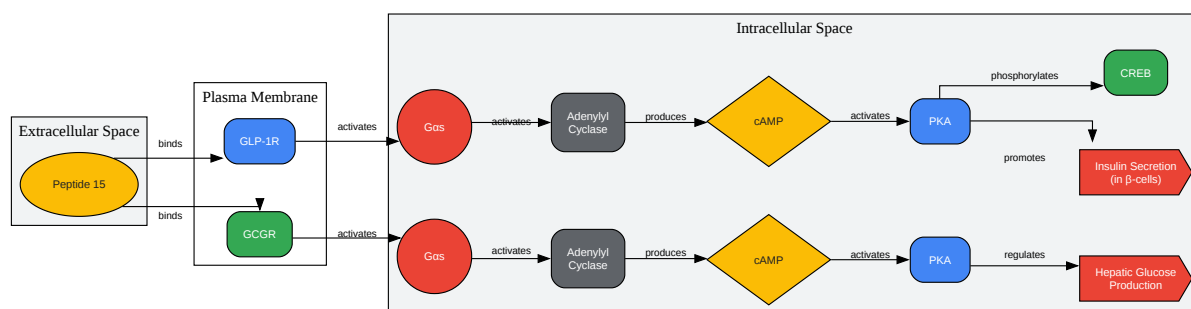 Intracellular Space
Plasma Membrane
Extracellular Space
Peptide 15
binds
binds
GLP-1R
GCGR
activates
Gαs
activates
Adenylyl
Cyclase
produces
cAMP
activates
PKA
phosphorylates
CREB
promotes
Insulin Secretion
(in β-cells)
activates
Gαs
activates
Adenylyl
Cyclase
produces
cAMP
activates
PKA
regulates
Hepatic Glucose
Production